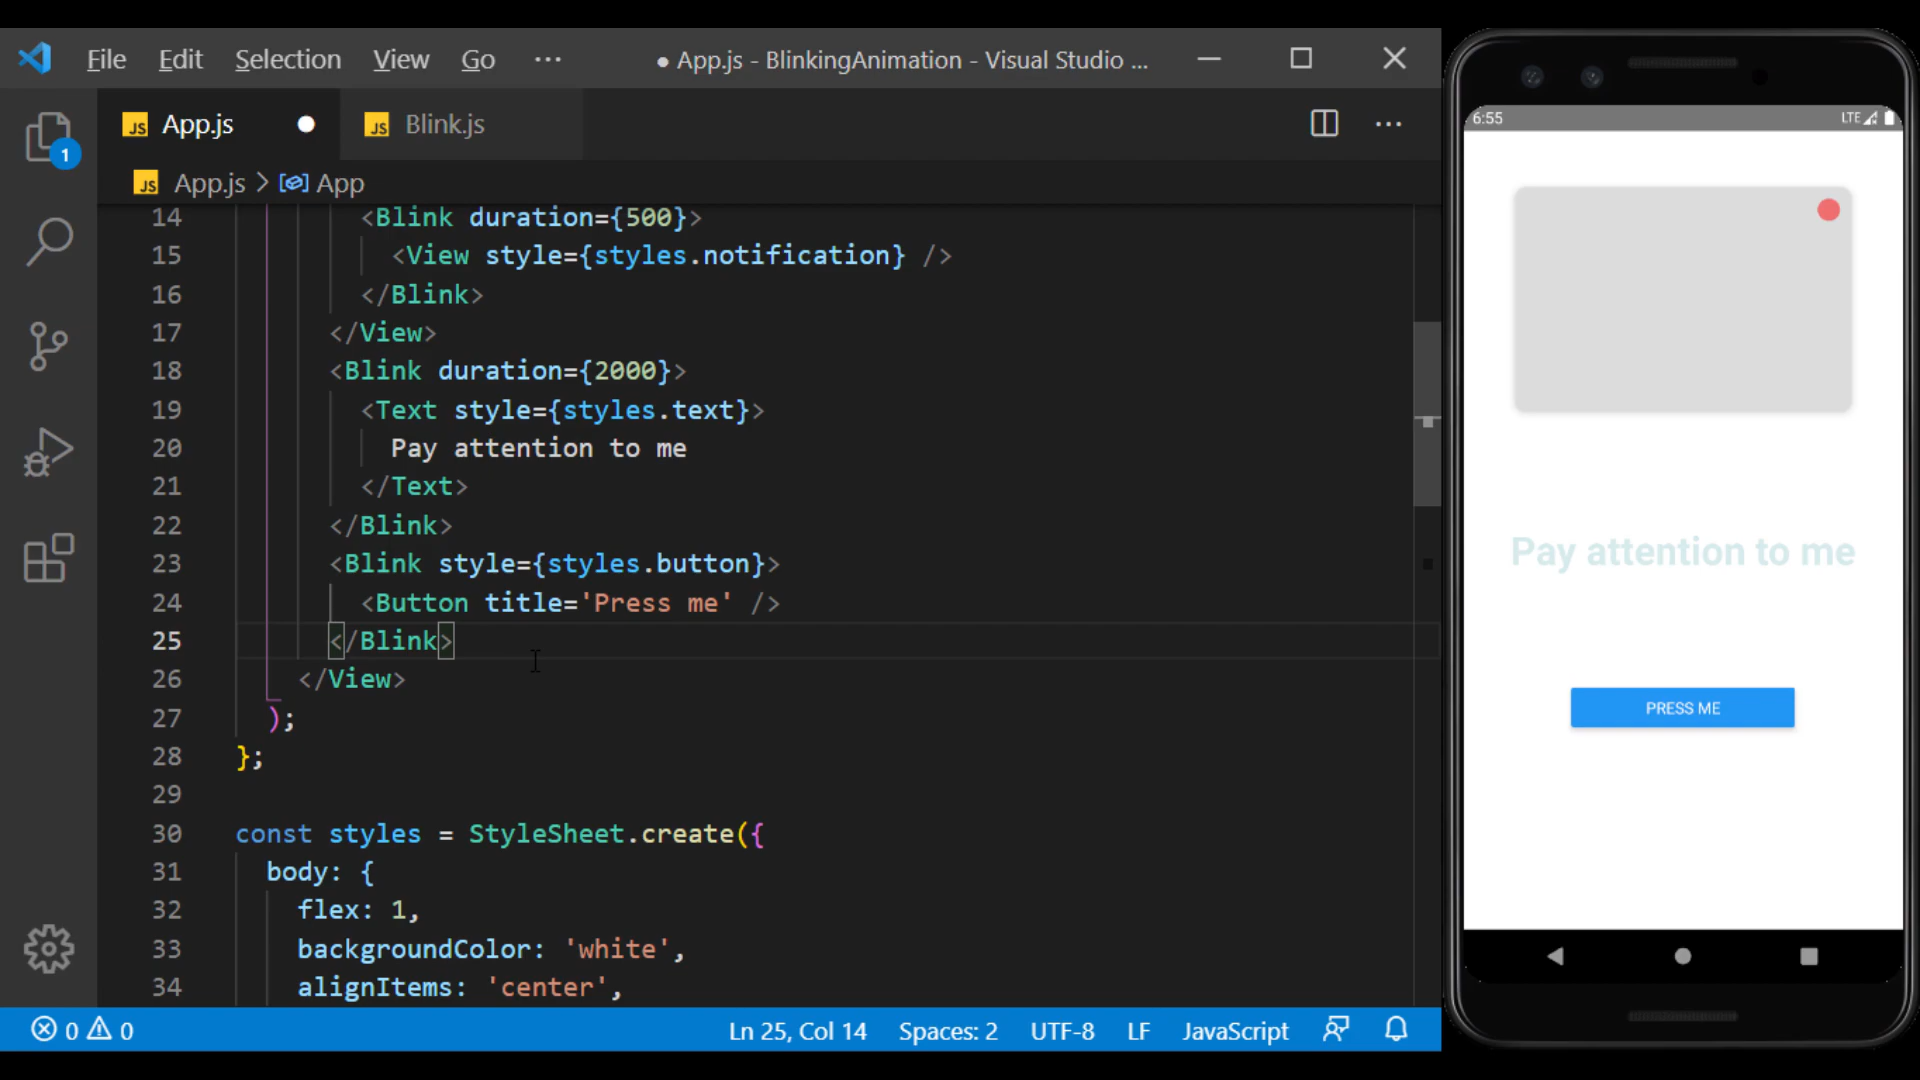 File Edit Selection View Go ··· ● App.js - BlinkingAnimation - Visual Studio ...
JS App.js JS Blink.js
JS App.js > App
14 <Blink duration={500}>
15 <View style={styles.notification} />
16 </Blink>
17 </View>
18 <Blink duration={2000}>
19 <Text style={styles.text}>
20 Pay attention to me
21 </Text>
22 </Blink>
23 <Blink style={styles.button}>
24 <Button title='Press me' />
25 </Blink>
26 </View>
27 );
28 };
29
30 const styles = StyleSheet.create({
31 body: {
32 flex: 1,
33 backgroundColor: 'white',
34 alignItems: 'center',
1
0 0 Ln 25, Col 14 Spaces: 2 UTF-8 LF JavaScript
6:55 LTE
Pay attention to me
PRESS ME